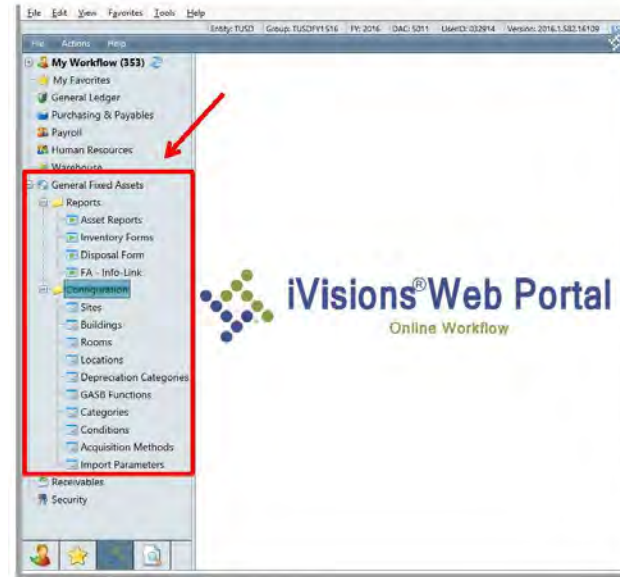 File Edit View Favorites Tools Help
Entity: TUSD Group: TUSDFY1516 FY: 2016 DAC: 5011 UserID: 032914 Version: 2016.1.582.16109
File Actions Help
My Workflow (353)
My Favorites
General Ledger
Purchasing & Payables
Payroll
Human Resources
Warehouse
General Fixed Assets
Reports
Asset Reports
Inventory Forms
Disposal Form
FA - Info-Link
Configuration
Sites
Buildings
Rooms
Locations
Depreciation Categories
GASB Functions
Categories
Conditions
Acquisition Methods
Import Parameters
Receivables
Security
iVisions® Web Portal
Online Workflow